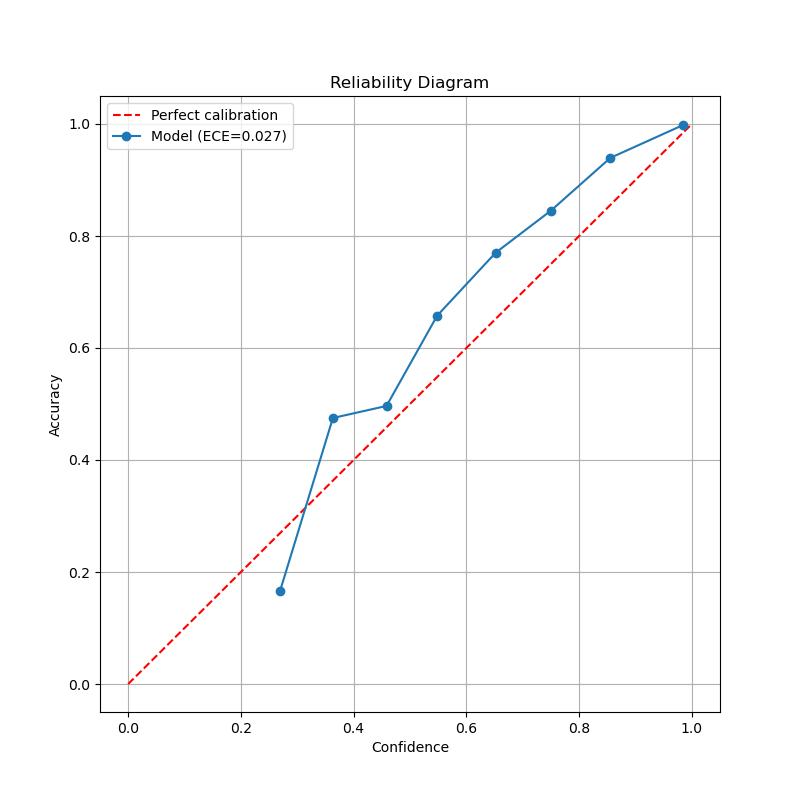 Reliability Diagram
Perfect calibration
Model (ECE=0.027)
Accuracy
1.0
0.8
0.6
0.4
0.2
0.0
0.0 0.2 0.4 0.6 0.8 1.0
Confidence